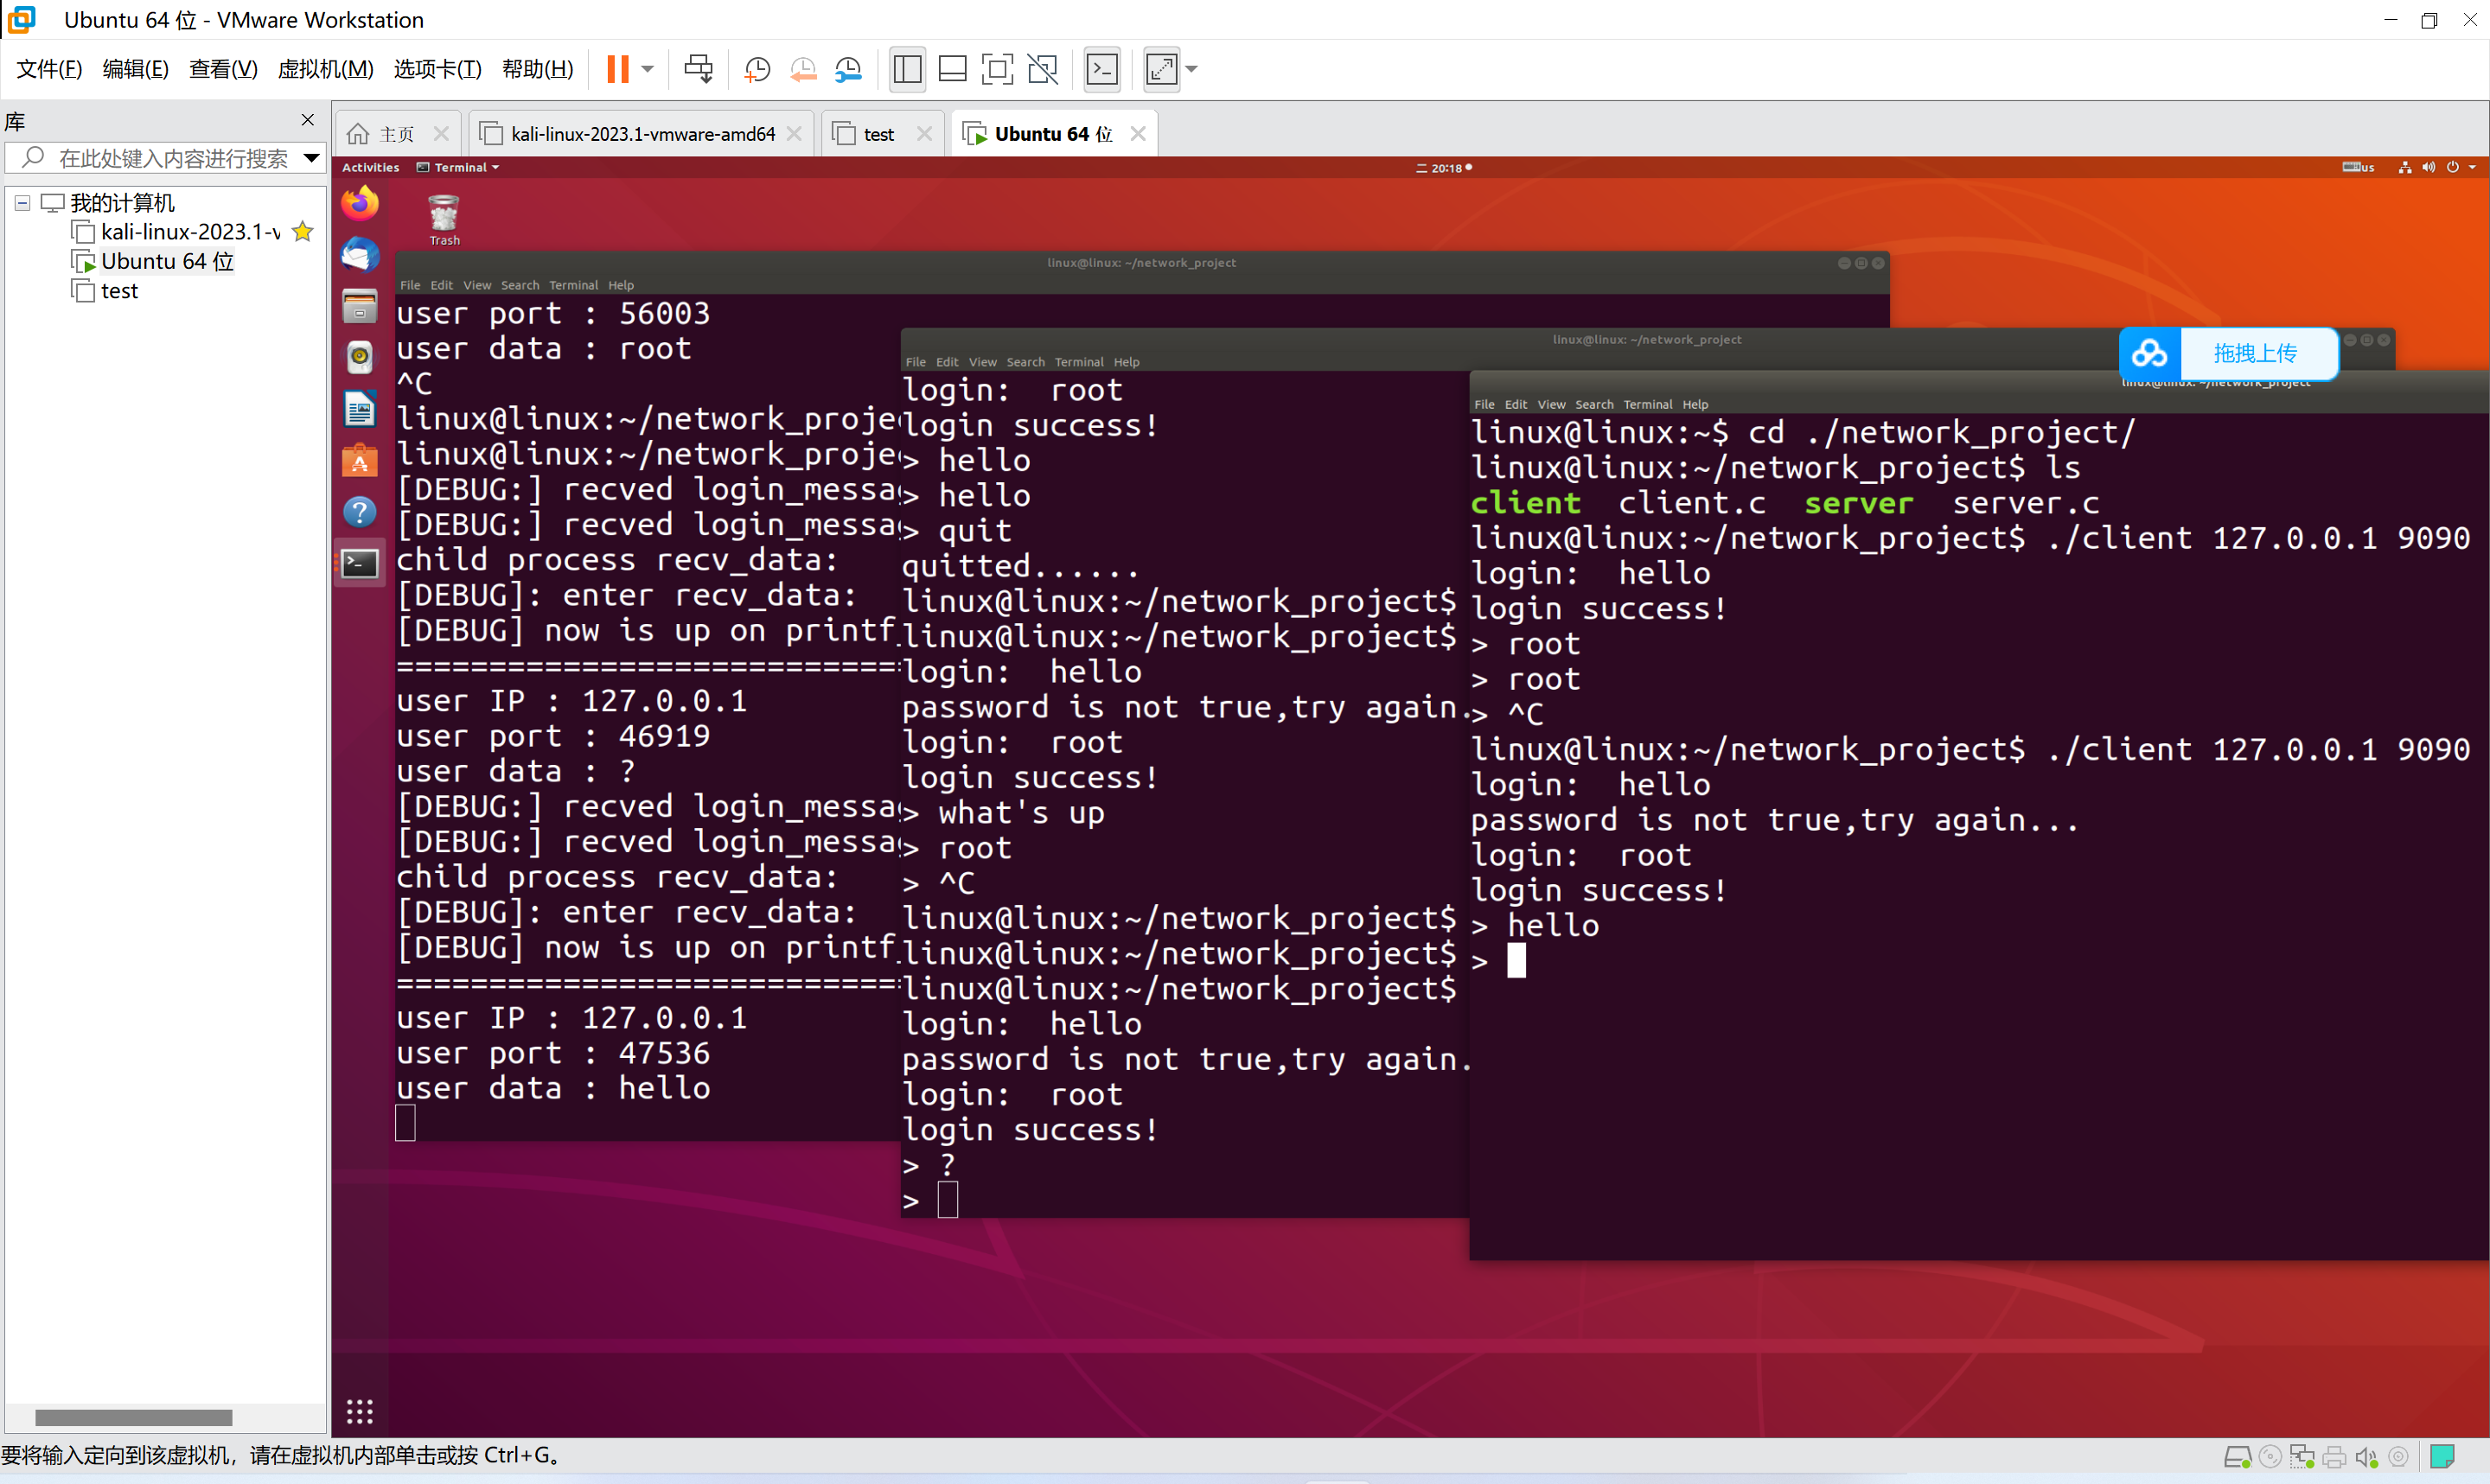 Ubuntu 64 位 - VMware Workstation
文件(F) 编辑(E) 查看(V) 虚拟机(M) 选项卡(T) 帮助(H)
库
在此处键入内容进行搜索
我的计算机
kali-linux-2023.1-v
Ubuntu 64 位
test
主页 kali-linux-2023.1-vmware-amd64 test Ubuntu 64 位
Activities Terminal 二 20:18 us
Trash
linux@linux: ~/network_project
File Edit View Search Terminal Help
user port : 56003
user data : root
^C
linux@linux:~/network_proje
linux@linux:~/network_proje
[DEBUG:] recved login_messa
[DEBUG:] recved login_messa
child process recv_data:
[DEBUG]: enter recv_data:
[DEBUG] now is up on printf_
===========================
user IP : 127.0.0.1
user port : 46919
user data : ?
[DEBUG:] recved login_messa
[DEBUG:] recved login_messa
child process recv_data:
[DEBUG]: enter recv_data:
[DEBUG] now is up on printf_
===========================
user IP : 127.0.0.1
user port : 47536
user data : hello
linux@linux: ~/network_project
File Edit View Search Terminal Help
login:  root
login success!
> hello
> hello
> quit
quitted......
linux@linux:~/network_project$
linux@linux:~/network_project$
login:  hello
password is not true,try again.
login:  root
login success!
> what's up
> root
> ^C
linux@linux:~/network_project$
linux@linux:~/network_project$
linux@linux:~/network_project$
login:  hello
password is not true,try again.
login:  root
login success!
> ?
>
拖拽上传
linux@linux: ~/network_project
File Edit View Search Terminal Help
linux@linux:~$ cd ./network_project/
linux@linux:~/network_project$ ls
client  client.c  server  server.c
linux@linux:~/network_project$ ./client 127.0.0.1 9090
login:  hello
login success!
> root
> root
> ^C
linux@linux:~/network_project$ ./client 127.0.0.1 9090
login:  hello
password is not true,try again...
login:  root
login success!
> hello
>
要将输入定向到该虚拟机，请在虚拟机内部单击或按 Ctrl+G。